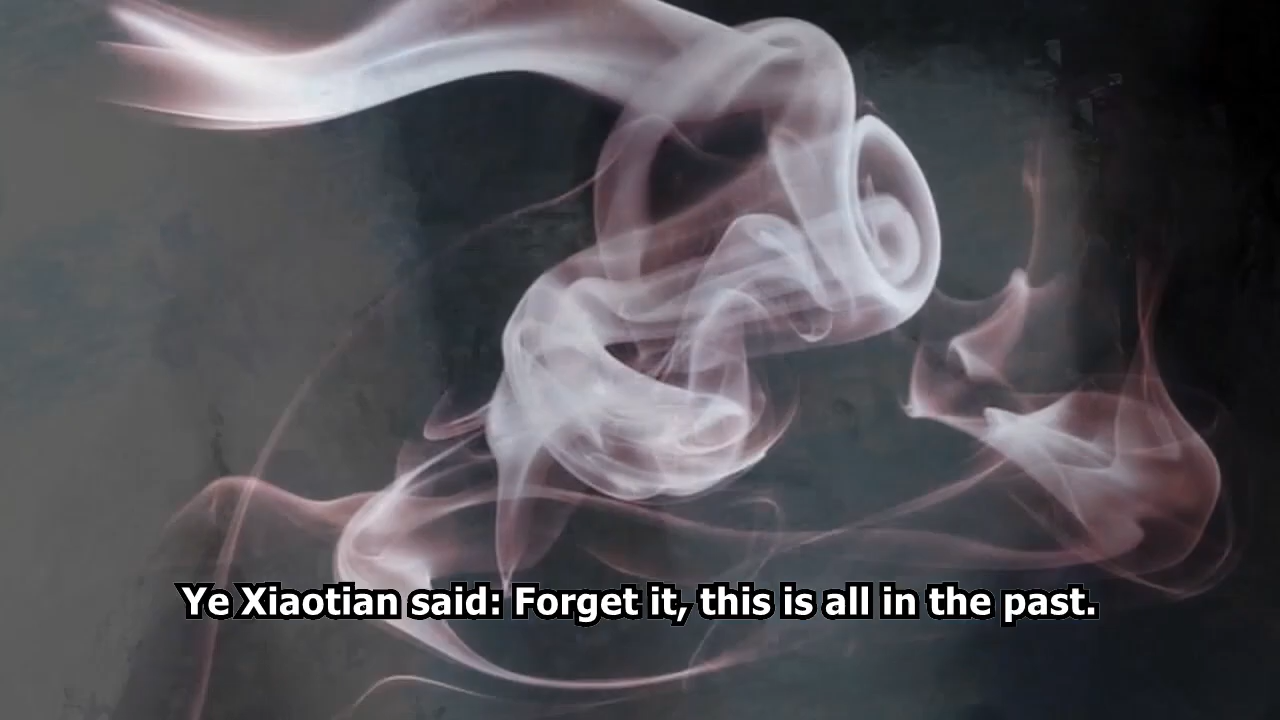 Ye Xiaotian said: Forget it, this is all in the past.